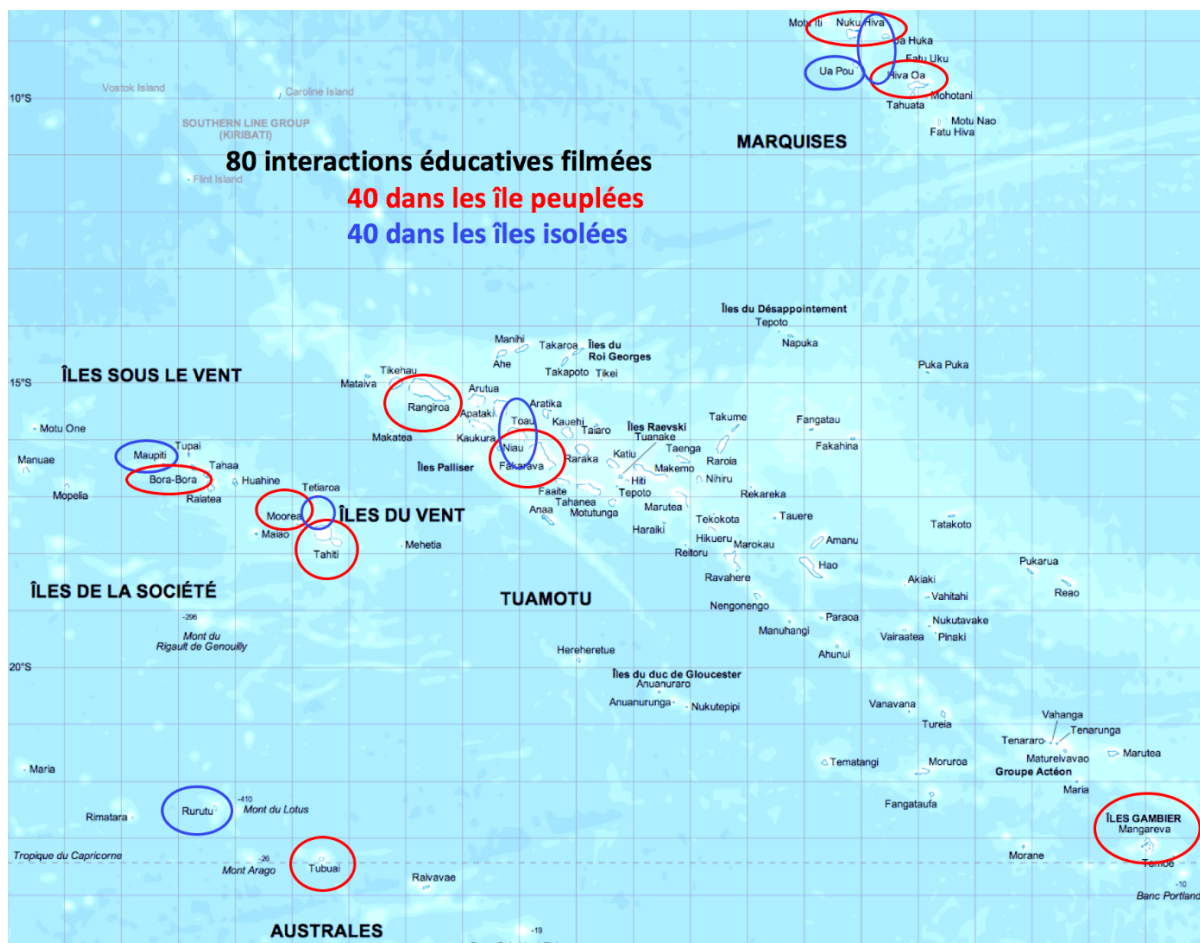 Motu Iti
Nuku Hiva
Ua Huka
Fatu Uku
Ua Pou
Hiva Oa
Mohotani
Tahuata
Motu Nao
Fatu Hiva
MARQUISES
Vostok Island
Caroline Island
10°S
SOUTHERN LINE GROUP
(KIRIBATI)
Flint Island
80 interactions éducatives filmées
40 dans les île peuplées
40 dans les îles isolées
Îles du Désappointement
Tepoto
Napuka
Puka Puka
Manihi
Ahe
Takaroa
Takapoto
Îles du
Roi Georges
Tikei
15°S
ÎLES SOUS LE VENT
Mataiva
Tikehau
Rangiroa
Makatea
Arutua
Apataki
Kaukura
Aratika
Toau
Kauehi
Taiaro
Niau
Fakarava
Raraka
Îles Palliser
Îles Raevski
Tuanake
Katiu
Hiti
Tepoto
Taenga
Makemo
Takume
Raroia
Nihiru
Fangatau
Fakahina
Motu One
Manuae
Mopelia
Maupiti
Tupai
Bora-Bora
Tahaa
Raiatea
Huahine
Tetiaroa
Moorea
Maiao
ÎLES DU VENT
Tahiti
Mehetia
Faaite
Tahanea
Anaa
Motutunga
Marutea
Haraiki
Rekareka
Tauere
Tekokota
Hikueru
Marokau
Reitoru
Ravahere
Nengonengo
Amanu
Hao
Tatakoto
Pukarua
Reao
Akiaki
Vahitahi
Nukutavake
Pinaki
Vairaatea
Paraoa
Manuhangi
Ahunui
ÎLES DE LA SOCIÉTÉ
TUAMOTU
-296
Mont du
Rigault de Genouilly
20°S
Hereheretue
Îles du duc de Gloucester
Anuanuraro
Anuanurunga
Nukutepipi
Vanavana
Tureia
Vahanga
Tenararo
Tenarunga
Matureivavao
Marutea
Groupe Actéon
Maria
Tematangi
Moruroa
Fangataufa
Maria
Rimatara
Rurutu
-410
Mont du Lotus
ÎLES GAMBIER
Mangareva
Temoe
Morane
Tropique du Capricorne
-26
Mont Arago
Tubuai
Raivavae
-10
Banc Portland
AUSTRALES
-19